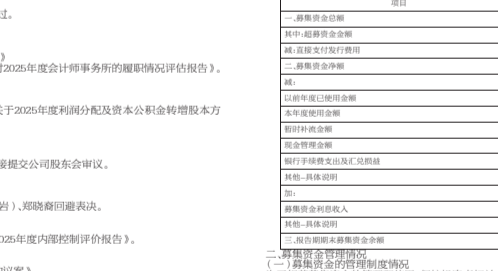 过。
》
对2025年度会计师事务所的履职情况评估报告》。
关于2025年度利润分配及资本公积金转增股本方
接提交公司股东会审议。
岩）、郑晓裔回避表决。
025年度内部控制评价报告》。
议案》
项目
一、募集资金总额
其中:超募资金金额
减:直接支付发行费用
二、募集资金净额
减:
以前年度已使用金额
本年度使用金额
暂时补流金额
现金管理金额
银行手续费支出及汇兑损益
其他-具体说明
加:
募集资金利息收入
其他-具体说明
三、报告期期末募集资金余额
二、募集资金管理情况
（一）募集资金的管理制度情况